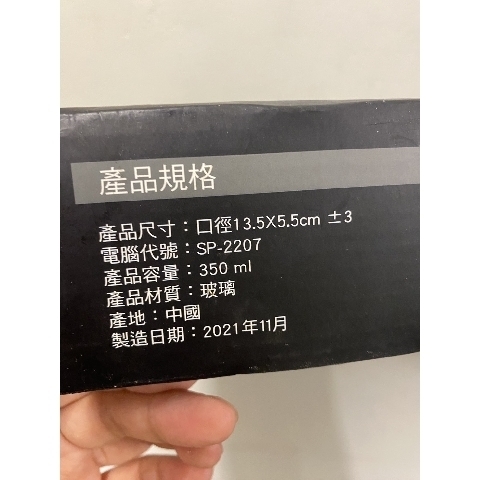 產品規格
產品尺寸：口徑13.5X5.5cm ±3
電腦代號：SP-2207
產品容量：350 ml
產品材質：玻璃
產地：中國
製造日期：2021年11月